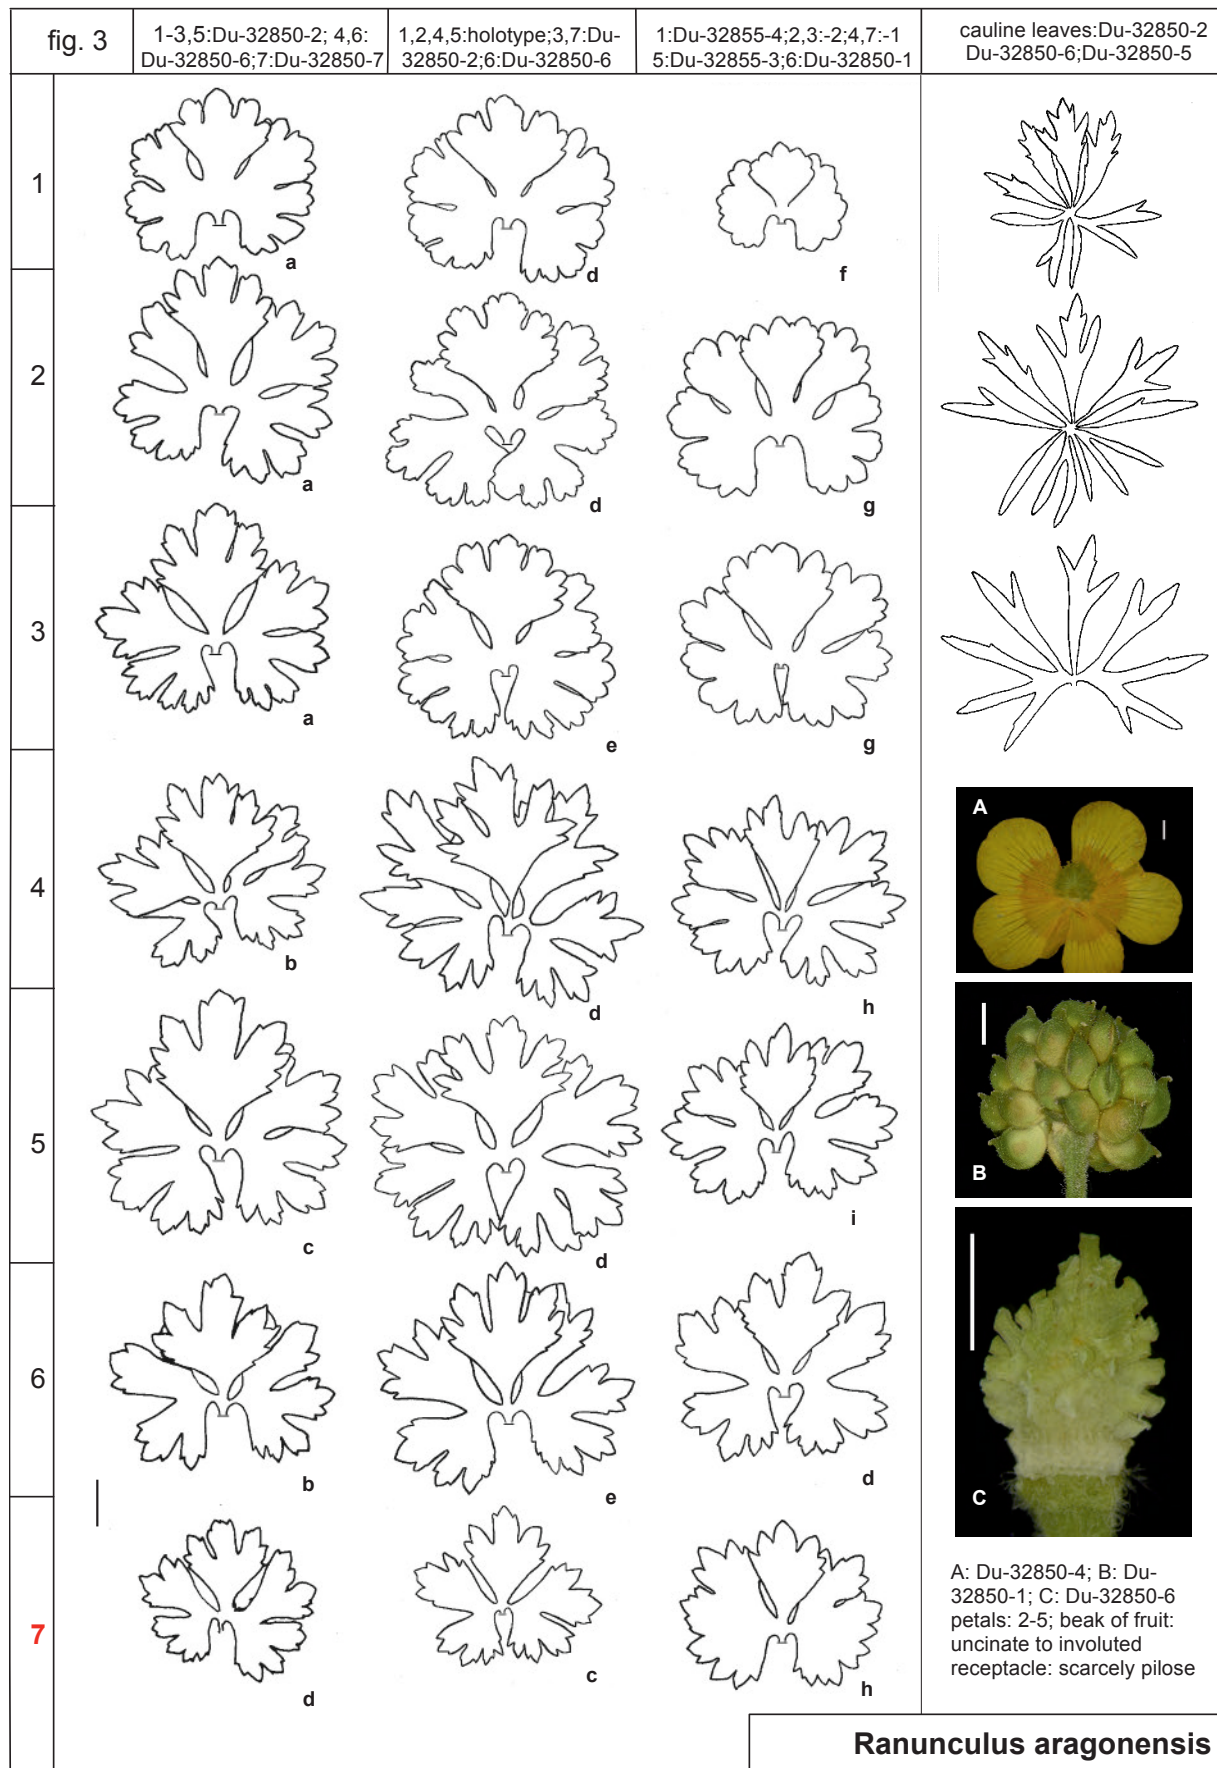 fig. 3
1-3,5:Du-32850-2; 4,6:
Du-32850-6;7:Du-32850-7
1,2,4,5:holotype;3,7:Du-
32850-2;6:Du-32850-6
1:Du-32855-4;2,3:-2;4,7:-1
5:Du-32855-3;6:Du-32850-1
cauline leaves:Du-32850-2
Du-32850-6;Du-32850-5
1
a
d
f
2
a
d
g
3
a
e
g
4
b
d
h
5
c
d
i
6
b
e
d
7
d
c
h
A
B
C
A: Du-32850-4; B: Du-
32850-1; C: Du-32850-6
petals: 2-5; beak of fruit:
uncinate to involuted
receptacle: scarcely pilose
Ranunculus aragonensis